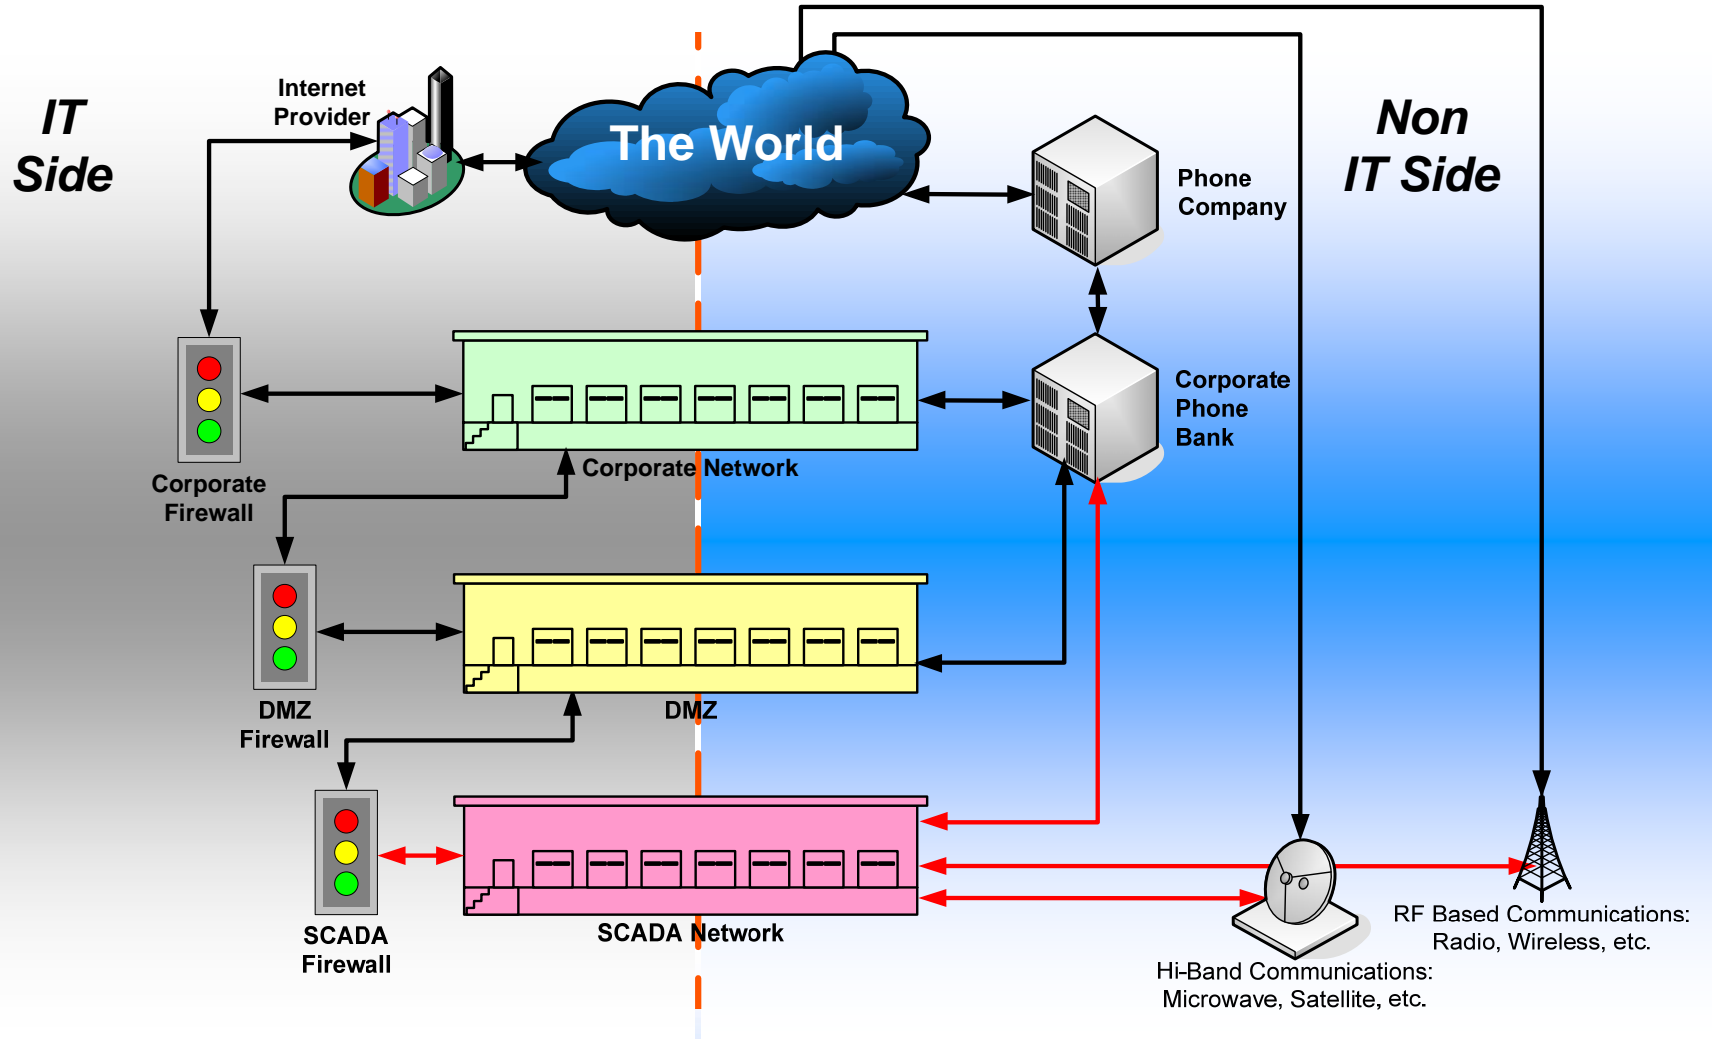 IT
Side
Internet
Provider
The World
Non
IT Side
Phone
Company
Corporate
Phone
Bank
Corporate Network
Corporate
Firewall
DMZ
Firewall
DMZ
SCADA
Firewall
SCADA Network
RF Based Communications:
Radio, Wireless, etc.
Hi-Band Communications:
Microwave, Satellite, etc.